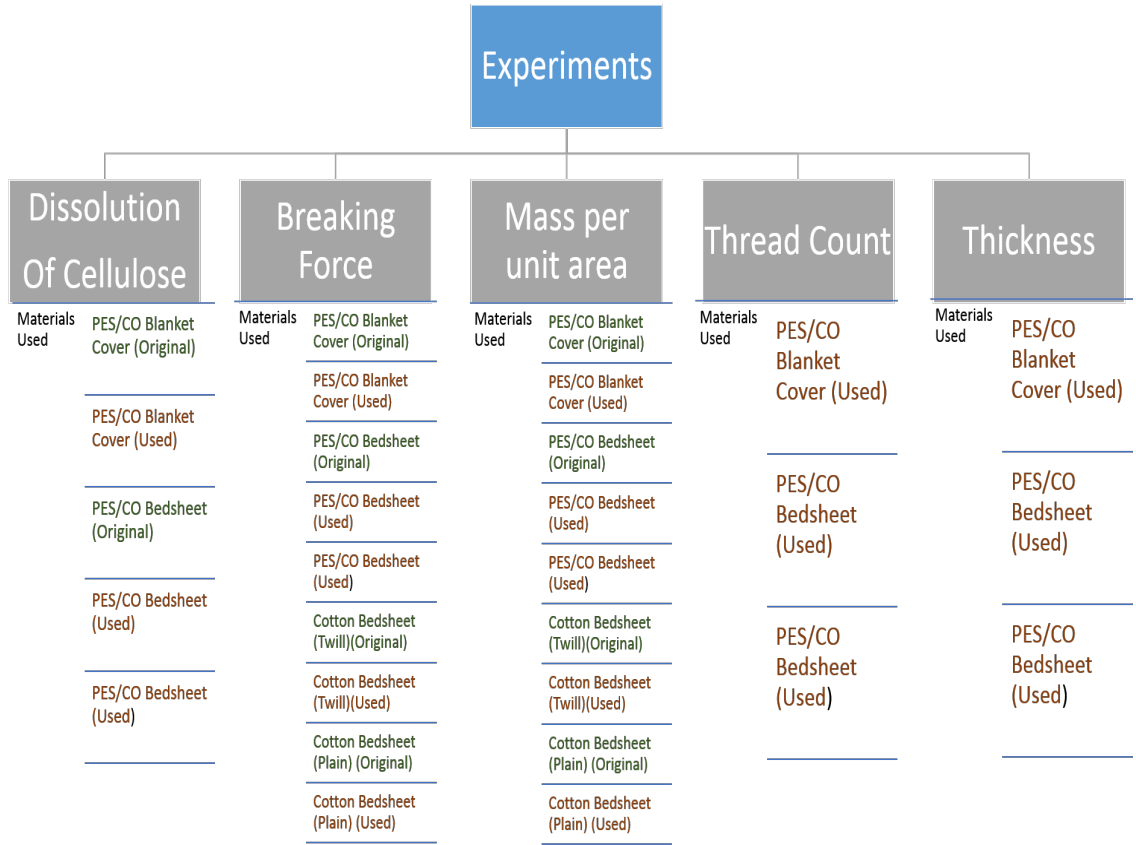 Experiments
Dissolution
Of Cellulose
Materials
Used
PES/CO Blanket
Cover (Original)
PES/CO Blanket
Cover (Used)
PES/CO Bedsheet
(Original)
PES/CO Bedsheet
(Used)
PES/CO Bedsheet
(Used)
Breaking
Force
Materials
Used
PES/CO Blanket
Cover (Original)
PES/CO Blanket
Cover (Used)
PES/CO Bedsheet
(Original)
PES/CO Bedsheet
(Used)
PES/CO Bedsheet
(Used)
Cotton Bedsheet
(Twill)(Original)
Cotton Bedsheet
(Twill)(Used)
Cotton Bedsheet
(Plain) (Original)
Cotton Bedsheet
(Plain) (Used)
Mass per
unit area
Materials
Used
PES/CO Blanket
Cover (Original)
PES/CO Blanket
Cover (Used)
PES/CO Bedsheet
(Original)
PES/CO Bedsheet
(Used)
PES/CO Bedsheet
(Used)
Cotton Bedsheet
(Twill)(Original)
Cotton Bedsheet
(Twill)(Used)
Cotton Bedsheet
(Plain) (Original)
Cotton Bedsheet
(Plain) (Used)
Thread Count
Materials
Used
PES/CO
Blanket
Cover (Used)
PES/CO
Bedsheet
(Used)
PES/CO
Bedsheet
(Used)
Thickness
Materials
Used
PES/CO
Blanket
Cover (Used)
PES/CO
Bedsheet
(Used)
PES/CO
Bedsheet
(Used)